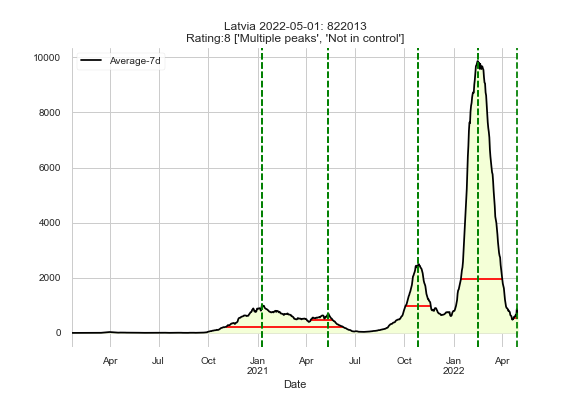 Latvia 2022-05-01: 822013
Rating:8 ['Multiple peaks', 'Not in control']
Average-7d
10000
8000
6000
4000
2000
0
Apr Jul Oct Jan Apr Jul Oct Jan Apr
2021 2022
Date